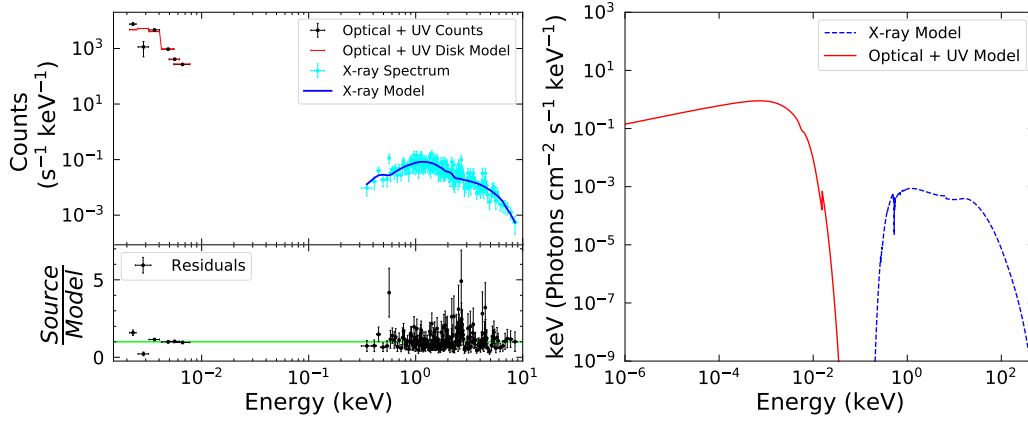 10³
10¹
10⁻¹
10⁻³
Counts
(s⁻¹ keV⁻¹)
Optical + UV Counts
Optical + UV Disk Model
X-ray Spectrum
X-ray Model
5
0
Source
Model
Residuals
10⁻² 10⁻¹ 10⁰ 10¹
Energy (keV)
10³
10¹
10⁻¹
10⁻³
10⁻⁵
10⁻⁷
10⁻⁹
keV (Photons cm⁻² s⁻¹ keV⁻¹)
X-ray Model
Optical + UV Model
10⁻⁶ 10⁻⁴ 10⁻² 10⁰ 10²
Energy (keV)